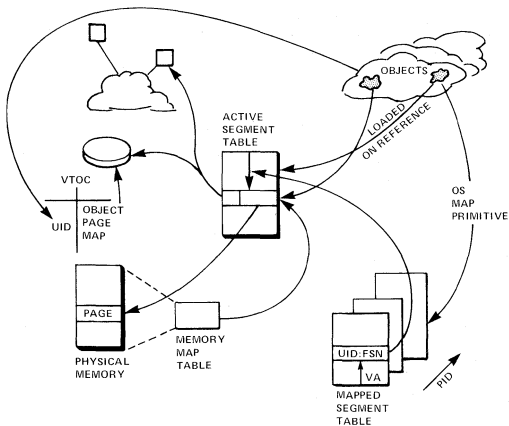 OBJECTS
ACTIVE
SEGMENT
TABLE
LOADED
ON REFERENCE
VTOC
UID
OBJECT
PAGE
MAP
OS
MAP
PRIMITIVE
PAGE
PHYSICAL
MEMORY
MEMORY
MAP
TABLE
UID:FSN
VA
PID
MAPPED
SEGMENT
TABLE